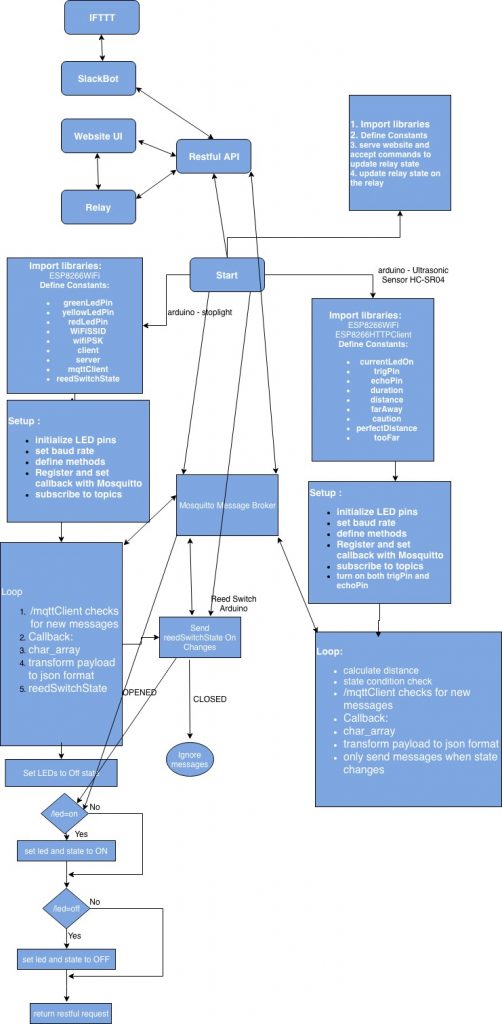 IFTTT
SlackBot
Website UI
Restful API
Relay
1. Import libraries
2. Define Constants
3. serve website and
accept commands to
update relay state
4. update relay state on
the relay
Start
arduino - Ultrasonic
Sensor HC-SR04
arduino - stoplight
Import libraries:
ESP8266WiFi
Define Constants:
• greenLedPin
• yellowLedPin
• redLedPin
• WiFiSSID
• wifiPSK
• client
• server
• mqttClient
• reedSwitchState
Import libraries:
ESP8266WiFi
ESP8266HTTPClient
Define Constants:
• currentLedOn
• trigPin
• echoPin
• duration
• distance
• farAway
• caution
• perfectDistance
• tooFar
Setup :
• initialize LED pins
• set baud rate
• define methods
• Register and set
callback with Mosquitto
• subscribe to topics
Mosquitto Message Broker
Setup :
• initialize LED pins
• set baud rate
• define methods
• Register and set
callback with Mosquitto
• subscribe to topics
• turn on both trigPin and
echoPin
Loop
1. /mqttClient checks
for new messages
2. Callback:
3. char_array
4. transform payload
to json format
5. reedSwitchState
Reed Switch
Arduino
Send
reedSwitchState On
Changes
OPENED
CLOSED
Ignore
messages
Loop:
• calculate distance
• state condition check
• /mqttClient checks for new
messages
• Callback:
• char_array
• transform payload to json format
• only send messages when state
changes
Set LEDs to Off state
/led=on
No
Yes
set led and state to ON
/led=off
No
Yes
set led and state to OFF
return restful request